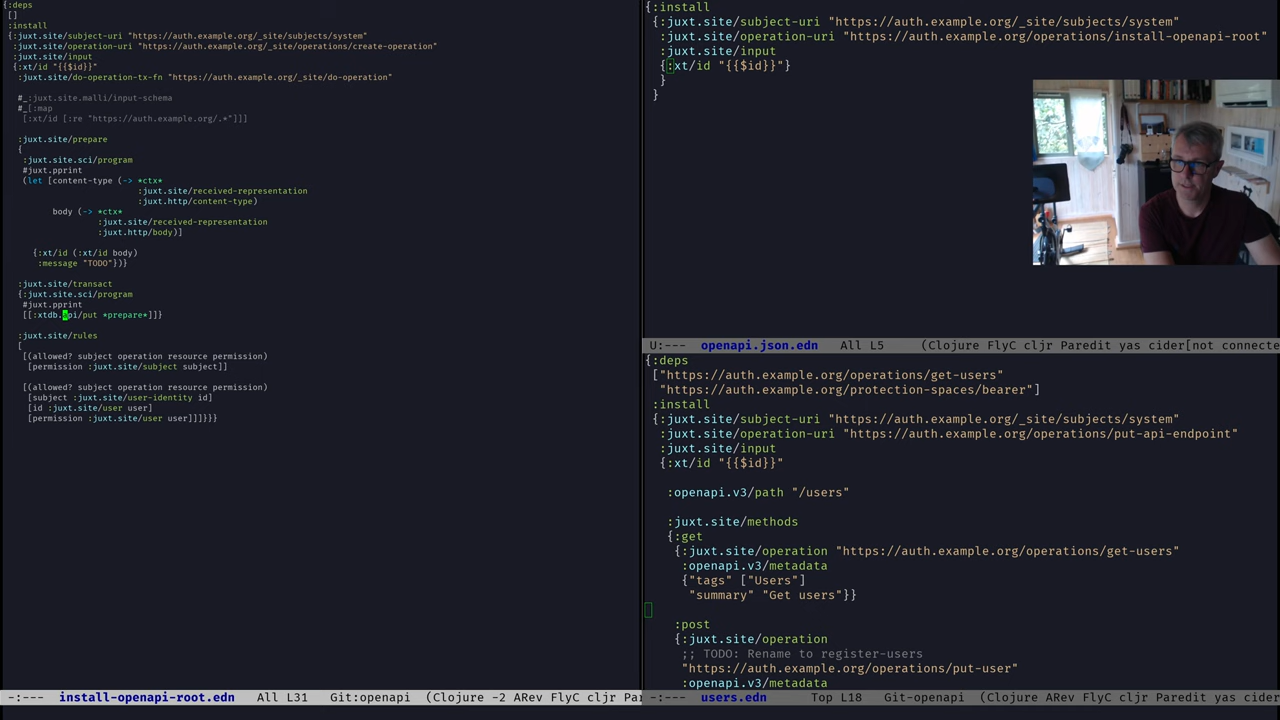 {:deps
[]
:install
{:juxt.site/subject-uri "https://auth.example.org/_site/subjects/system"
:juxt.site/operation-uri "https://auth.example.org/_site/operations/create-operation"
:juxt.site/input
{:xt/id "{{$id}}"
:juxt.site/do-operation-tx-fn "https://auth.example.org/_site/do-operation"
#_:juxt.site.malli/input-schema
#_[:map
[:xt/id [:re "https://auth.example.org/.*"]]]
:juxt.site/prepare
{
:juxt.site.sci/program
#juxt.pprint
(let [content-type (-> *ctx*
:juxt.site/received-representation
:juxt.http/content-type)
body (-> *ctx*
:juxt.site/received-representation
:juxt.http/body)]
{:xt/id (:xt/id body)
:message "TODO"})}
:juxt.site/transact
{:juxt.site.sci/program
#juxt.pprint
[[:xtdb.api/put *prepare*]]}
:juxt.site/rules
[
[(allowed? subject operation resource permission)
[permission :juxt.site/subject subject]]
[(allowed? subject operation resource permission)
[subject :juxt.site/user-identity id]
[id :juxt.site/user user]
[permission :juxt.site/user user]]]}}}
-:--- install-openapi-root.edn All L31 Git:openapi (Clojure -2 ARev FlyC cljr Par
{:install
{:juxt.site/subject-uri "https://auth.example.org/_site/subjects/system"
:juxt.site/operation-uri "https://auth.example.org/operations/install-openapi-root"
:juxt.site/input
{:xt/id "{{$id}}"}
}
}
U:--- openapi.json.edn All L5 (Clojure FlyC cljr Paredit yas cider[not connecte
{:deps
["https://auth.example.org/operations/get-users"
"https://auth.example.org/protection-spaces/bearer"]
:install
{:juxt.site/subject-uri "https://auth.example.org/_site/subjects/system"
:juxt.site/operation-uri "https://auth.example.org/operations/put-api-endpoint"
:juxt.site/input
{:xt/id "{{$id}}"
:openapi.v3/path "/users"
:juxt.site/methods
{:get
{:juxt.site/operation "https://auth.example.org/operations/get-users"
:openapi.v3/metadata
{"tags" ["Users"]
"summary" "Get users"}}
:post
{:juxt.site/operation
;; TODO: Rename to register-users
"https://auth.example.org/operations/put-user"
:openapi.v3/metadata
-:--- users.edn Top L18 Git-openapi (Clojure ARev FlyC cljr Paredit yas cider